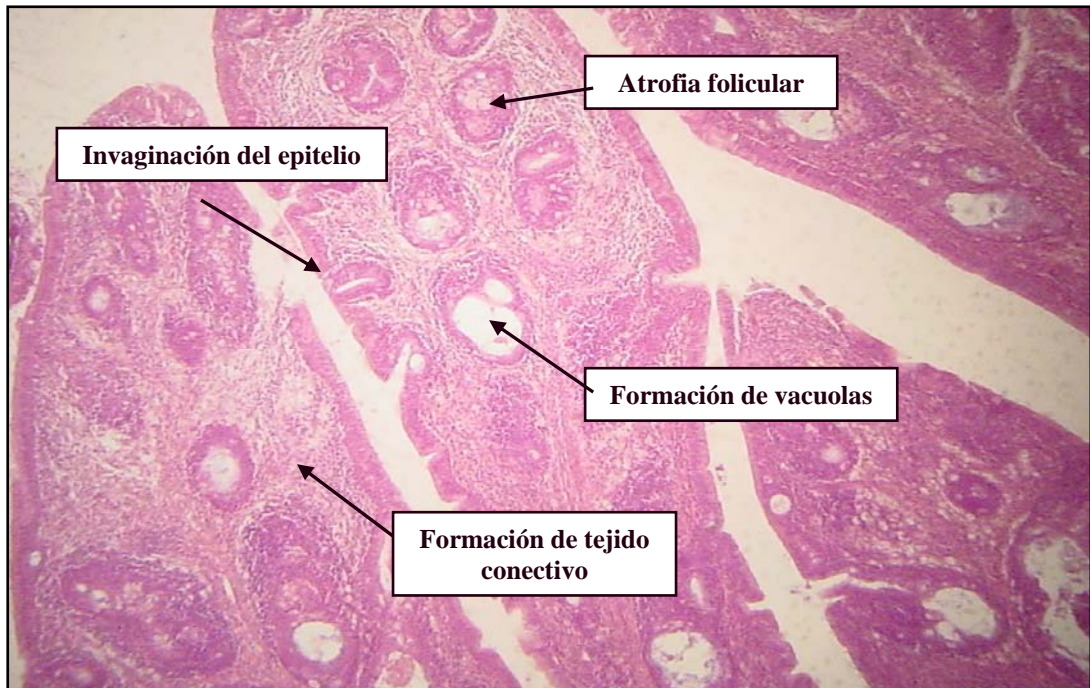 Atrofia folicular
Invaginación del epitelio
Formación de vacuolas
Formación de tejido
conectivo